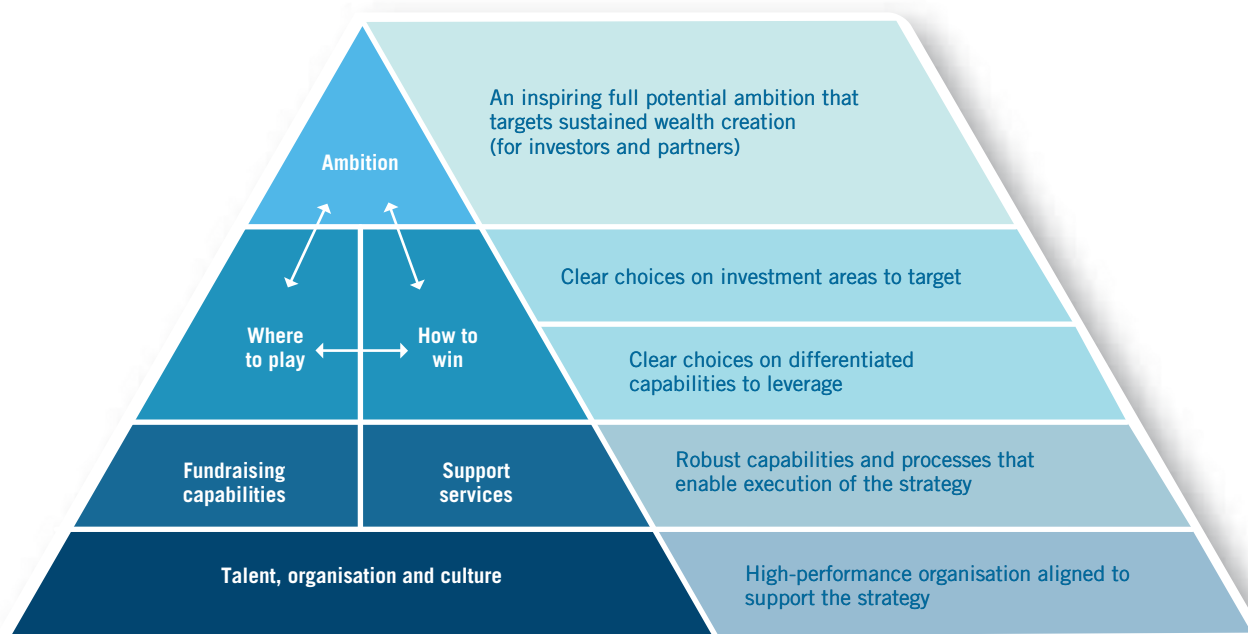 Ambition
An inspiring full potential ambition that
targets sustained wealth creation
(for investors and partners)
Where
to play
How to
win
Clear choices on investment areas to target
Clear choices on differentiated
capabilities to leverage
Fundraising
capabilities
Support
services
Robust capabilities and processes that
enable execution of the strategy
Talent, organisation and culture
High-performance organisation aligned to
support the strategy